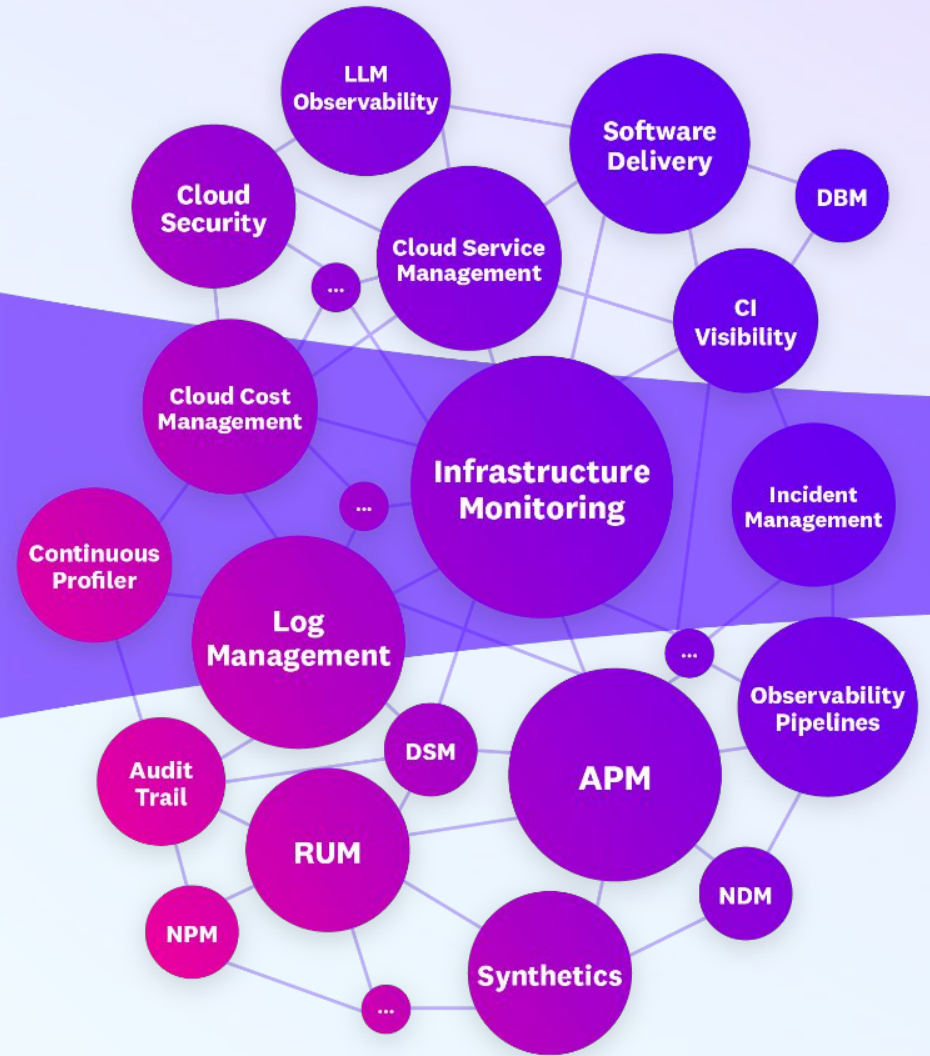 LLM
Observability
Software
Delivery
Cloud
Security
DBM
Cloud Service
Management
...
CI
Visibility
Cloud Cost
Management
Infrastructure
Monitoring
...
Incident
Management
Continuous
Profiler
Log
Management
...
Observability
Pipelines
DSM
Audit
Trail
APM
RUM
NDM
NPM
Synthetics
...